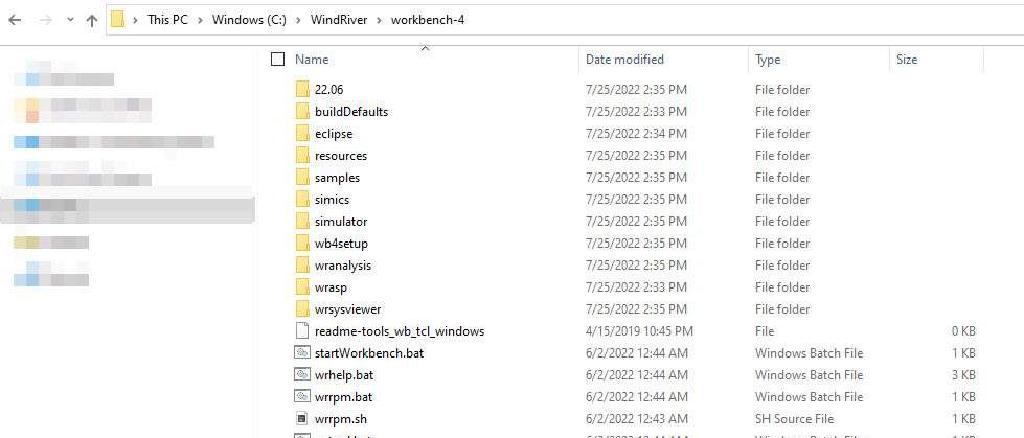 This PC > Windows (C:) > WindRiver > workbench-4
Name Date modified Type Size
22.06 7/25/2022 2:35 PM File folder
buildDefaults 7/25/2022 2:33 PM File folder
eclipse 7/25/2022 2:34 PM File folder
resources 7/25/2022 2:35 PM File folder
samples 7/25/2022 2:35 PM File folder
simics 7/25/2022 2:35 PM File folder
simulator 7/25/2022 2:35 PM File folder
wb4setup 7/25/2022 2:35 PM File folder
wranalysis 7/25/2022 2:35 PM File folder
wrasp 7/25/2022 2:33 PM File folder
wrsysviewer 7/25/2022 2:35 PM File folder
readme-tools_wb_tcl_windows 4/15/2019 10:45 PM File 0 KB
startWorkbench.bat 6/2/2022 12:44 AM Windows Batch File 1 KB
wrhelp.bat 6/2/2022 12:44 AM Windows Batch File 3 KB
wrrpm.bat 6/2/2022 12:44 AM Windows Batch File 1 KB
wrrpm.sh 6/2/2022 12:43 AM SH Source File 1 KB